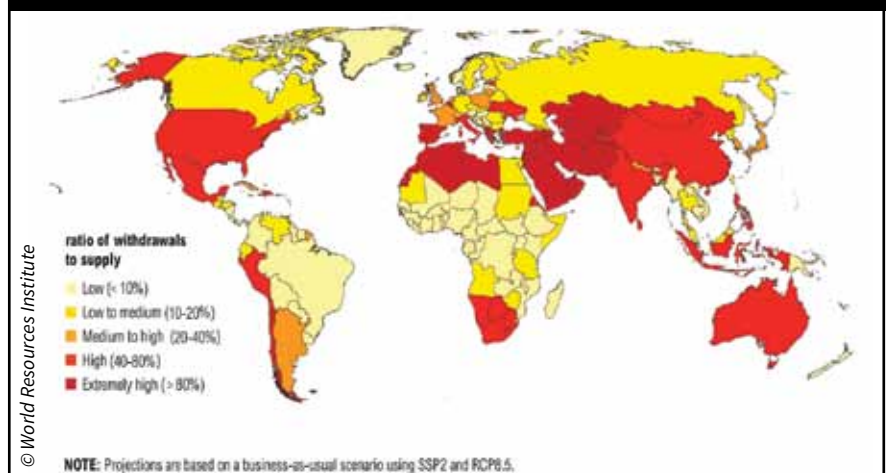 ratio of withdrawals
to supply
Low (< 10%)
Low to medium (10-20%)
Medium to high (20-40%)
High (40-80%)
Extremely high (> 80%)
© World Resources Institute
NOTE: Projections are based on a business-as-usual scenario using SSP2 and RCP8.5.